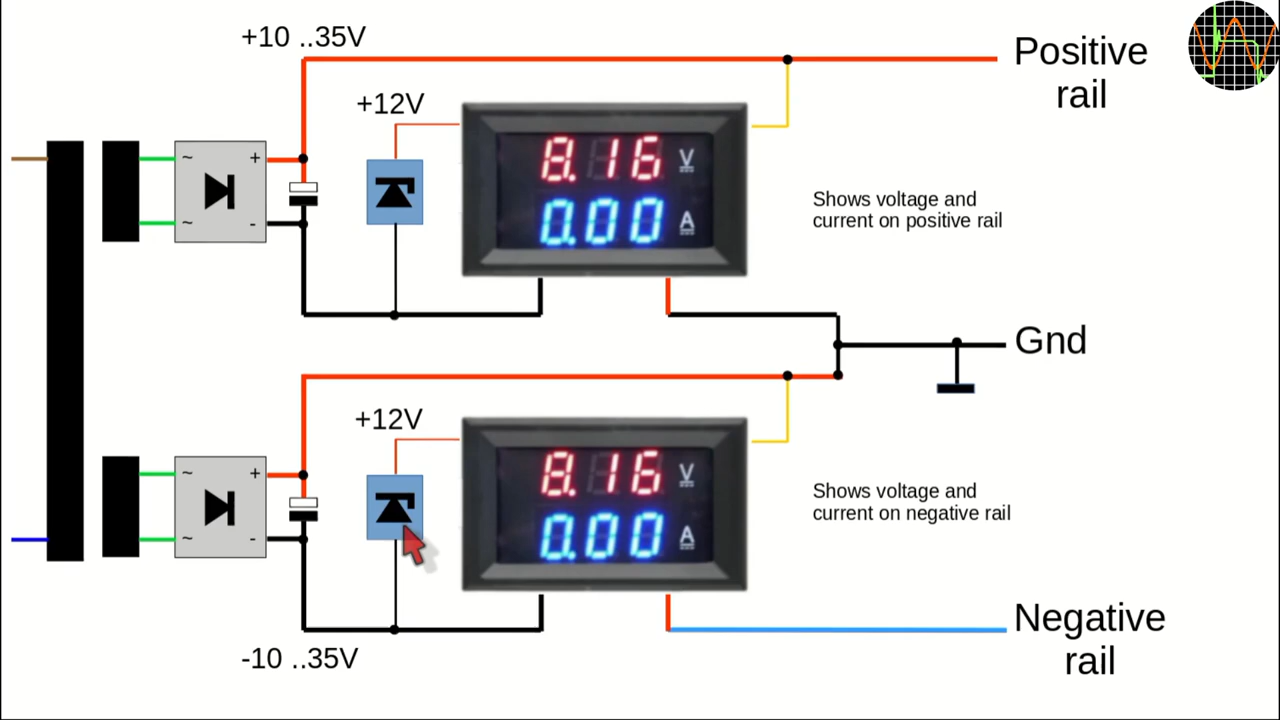 +10 ..35V
Positive
rail
+12V
~ +
~ -
8.16 V
0.00 A
Shows voltage and
current on positive rail
Gnd
+12V
~ +
~ -
8.16 V
0.00 A
Shows voltage and
current on negative rail
-10 ..35V
Negative
rail